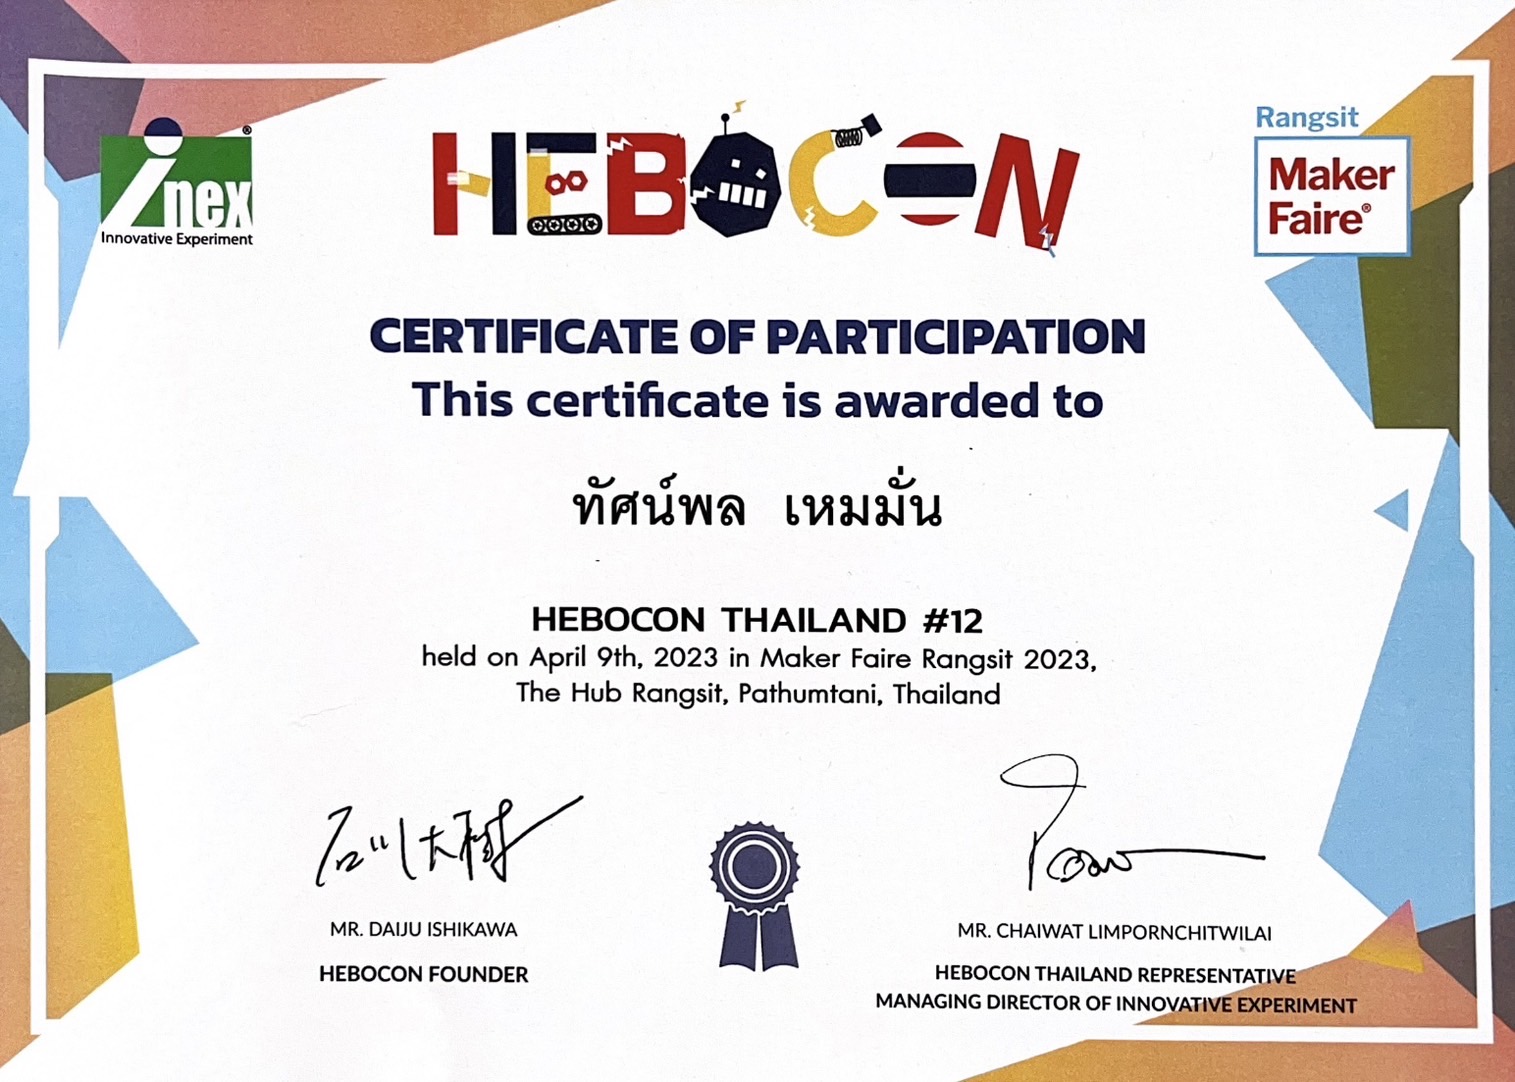 inex®
Innovative Experiment
HEBOCON
Rangsit
Maker
Faire®
CERTIFICATE OF PARTICIPATION
This certificate is awarded to
ทัศน์พล เหมมั่น
HEBOCON THAILAND #12
held on April 9th, 2023 in Maker Faire Rangsit 2023,
The Hub Rangsit, Pathumtani, Thailand
石川大樹
MR. DAIJU ISHIKAWA
HEBOCON FOUNDER
MR. CHAIWAT LIMPORNCHITWILAI
HEBOCON THAILAND REPRESENTATIVE
MANAGING DIRECTOR OF INNOVATIVE EXPERIMENT